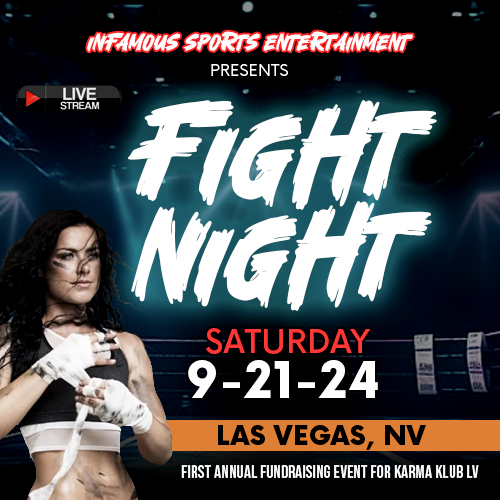 INFAMOUS SPORTS ENTERTAINMENT
PRESENTS
LIVE
STREAM
FIGHT
NIGHT
SATURDAY
9-21-24
LAS VEGAS, NV
FIRST ANNUAL FUNDRAISING EVENT FOR KARMA KLUB LV